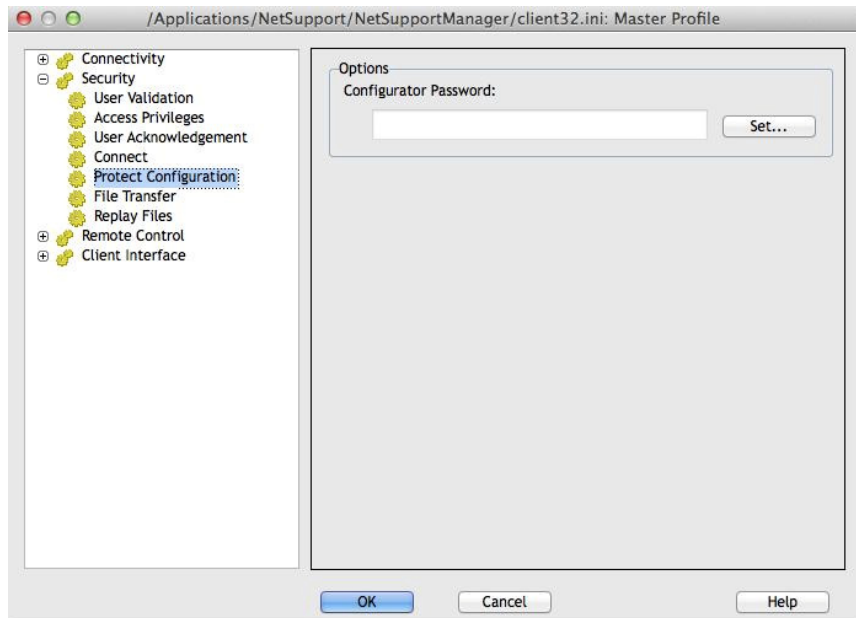 /Applications/NetSupport/NetSupportManager/client32.ini: Master Profile
Connectivity
Security
User Validation
Access Privileges
User Acknowledgement
Connect
Protect Configuration
File Transfer
Replay Files
Remote Control
Client Interface
Options
Configurator Password:
Set...
OK
Cancel
Help